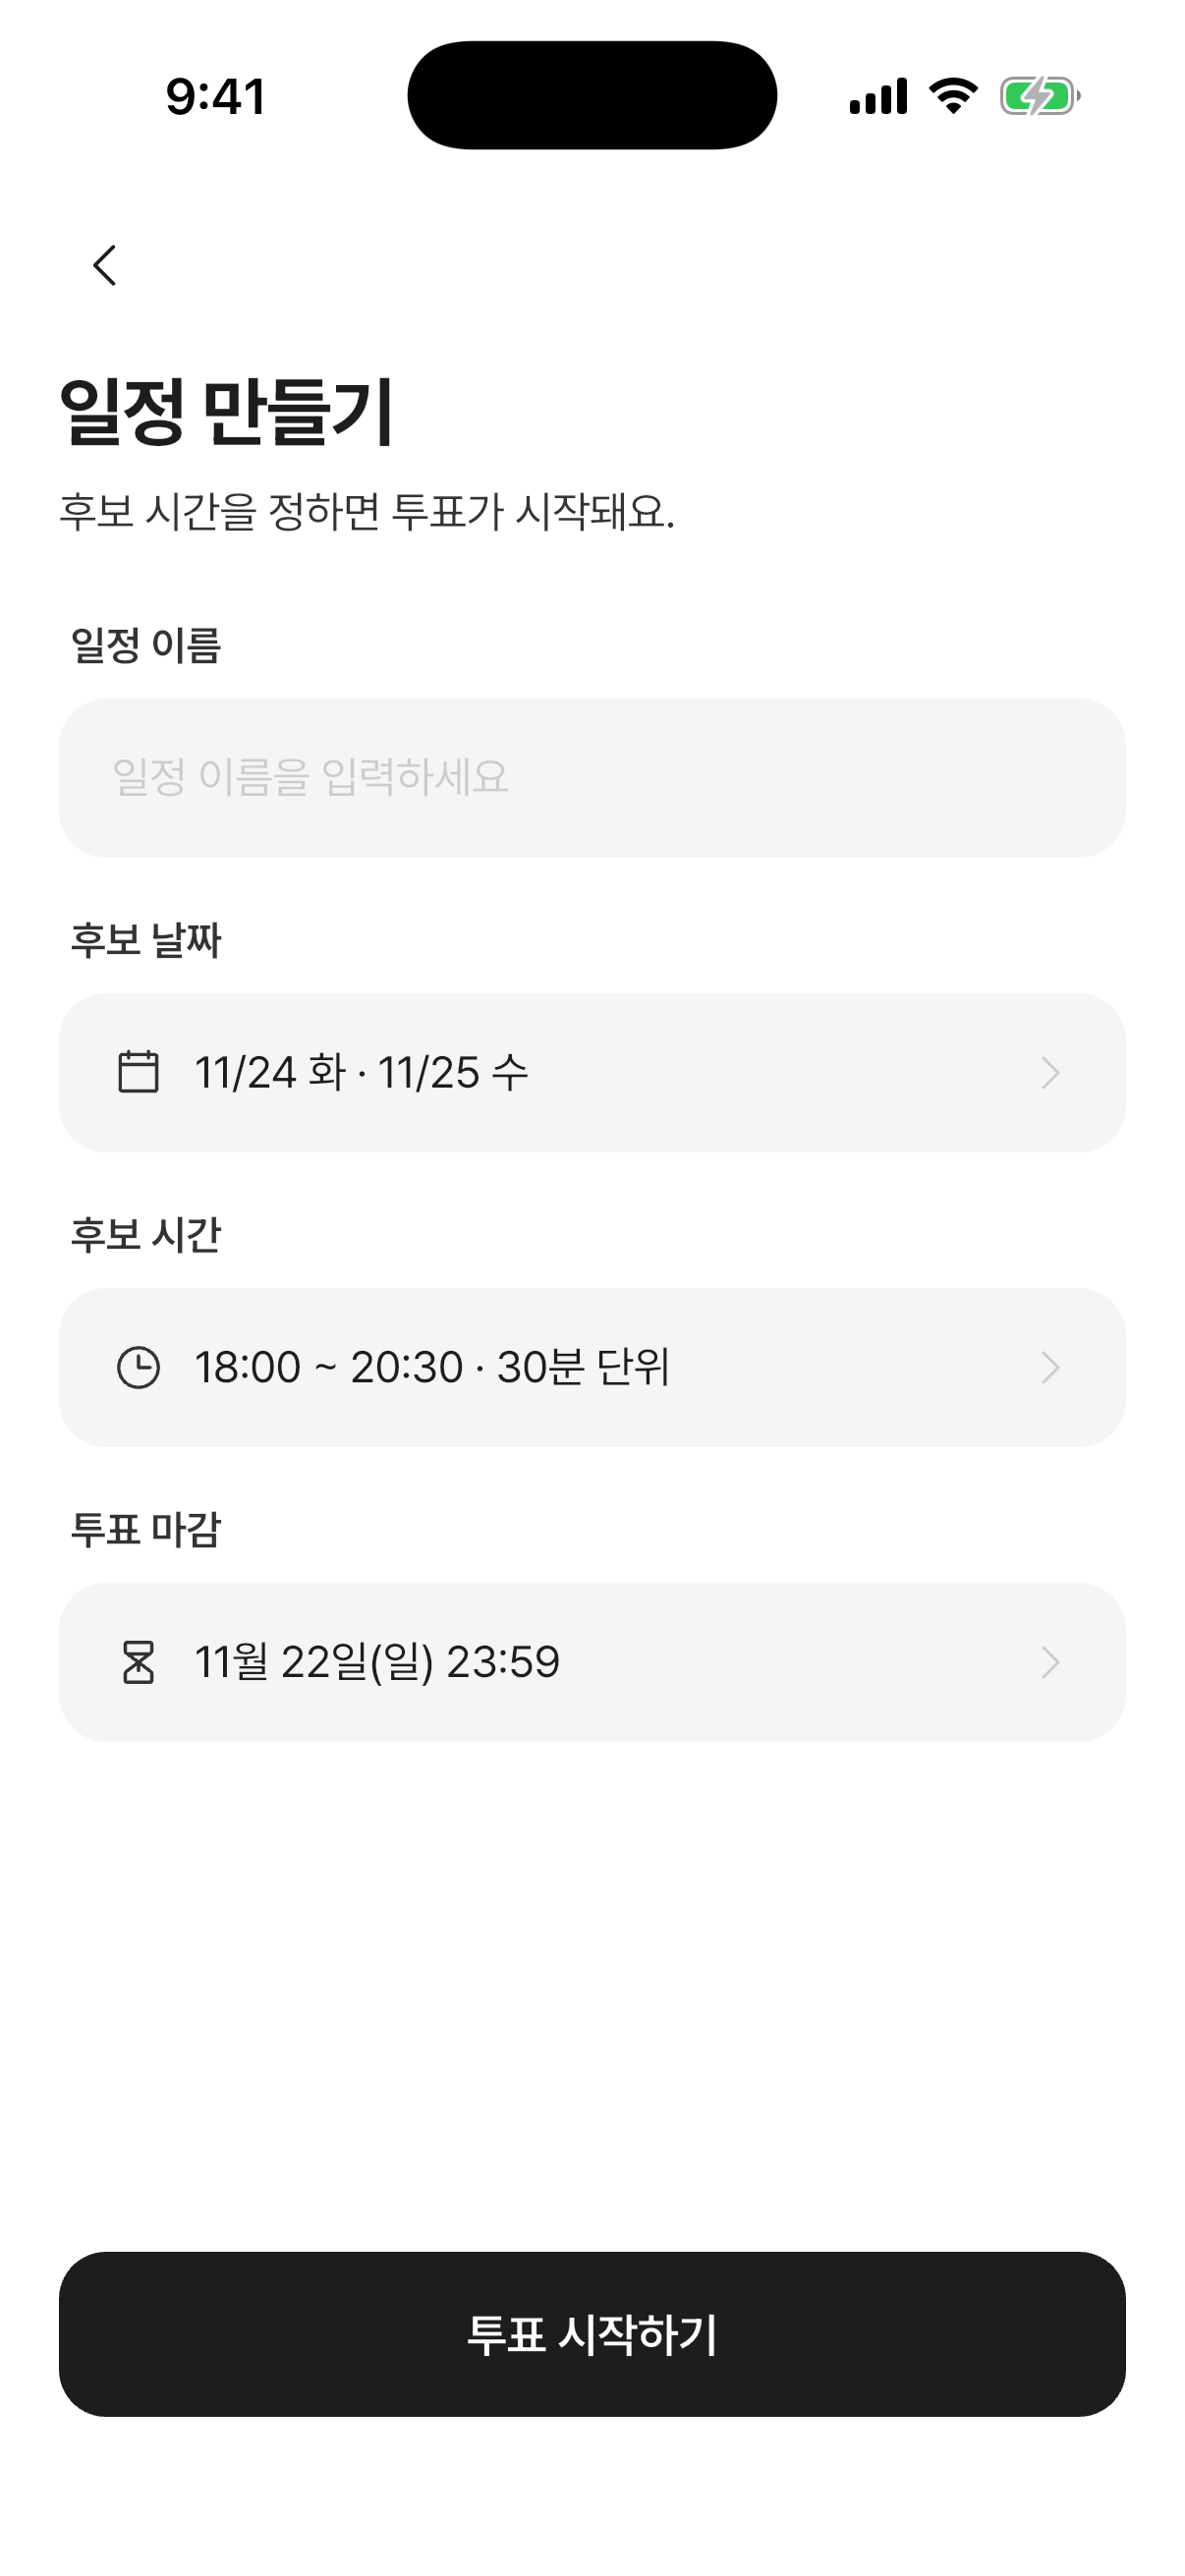 9:41
일정 만들기
후보 시간을 정하면 투표가 시작돼요.
일정 이름
일정 이름을 입력하세요
후보 날짜
11/24 화 · 11/25 수
후보 시간
18:00 ~ 20:30 · 30분 단위
투표 마감
11월 22일(일) 23:59
투표 시작하기